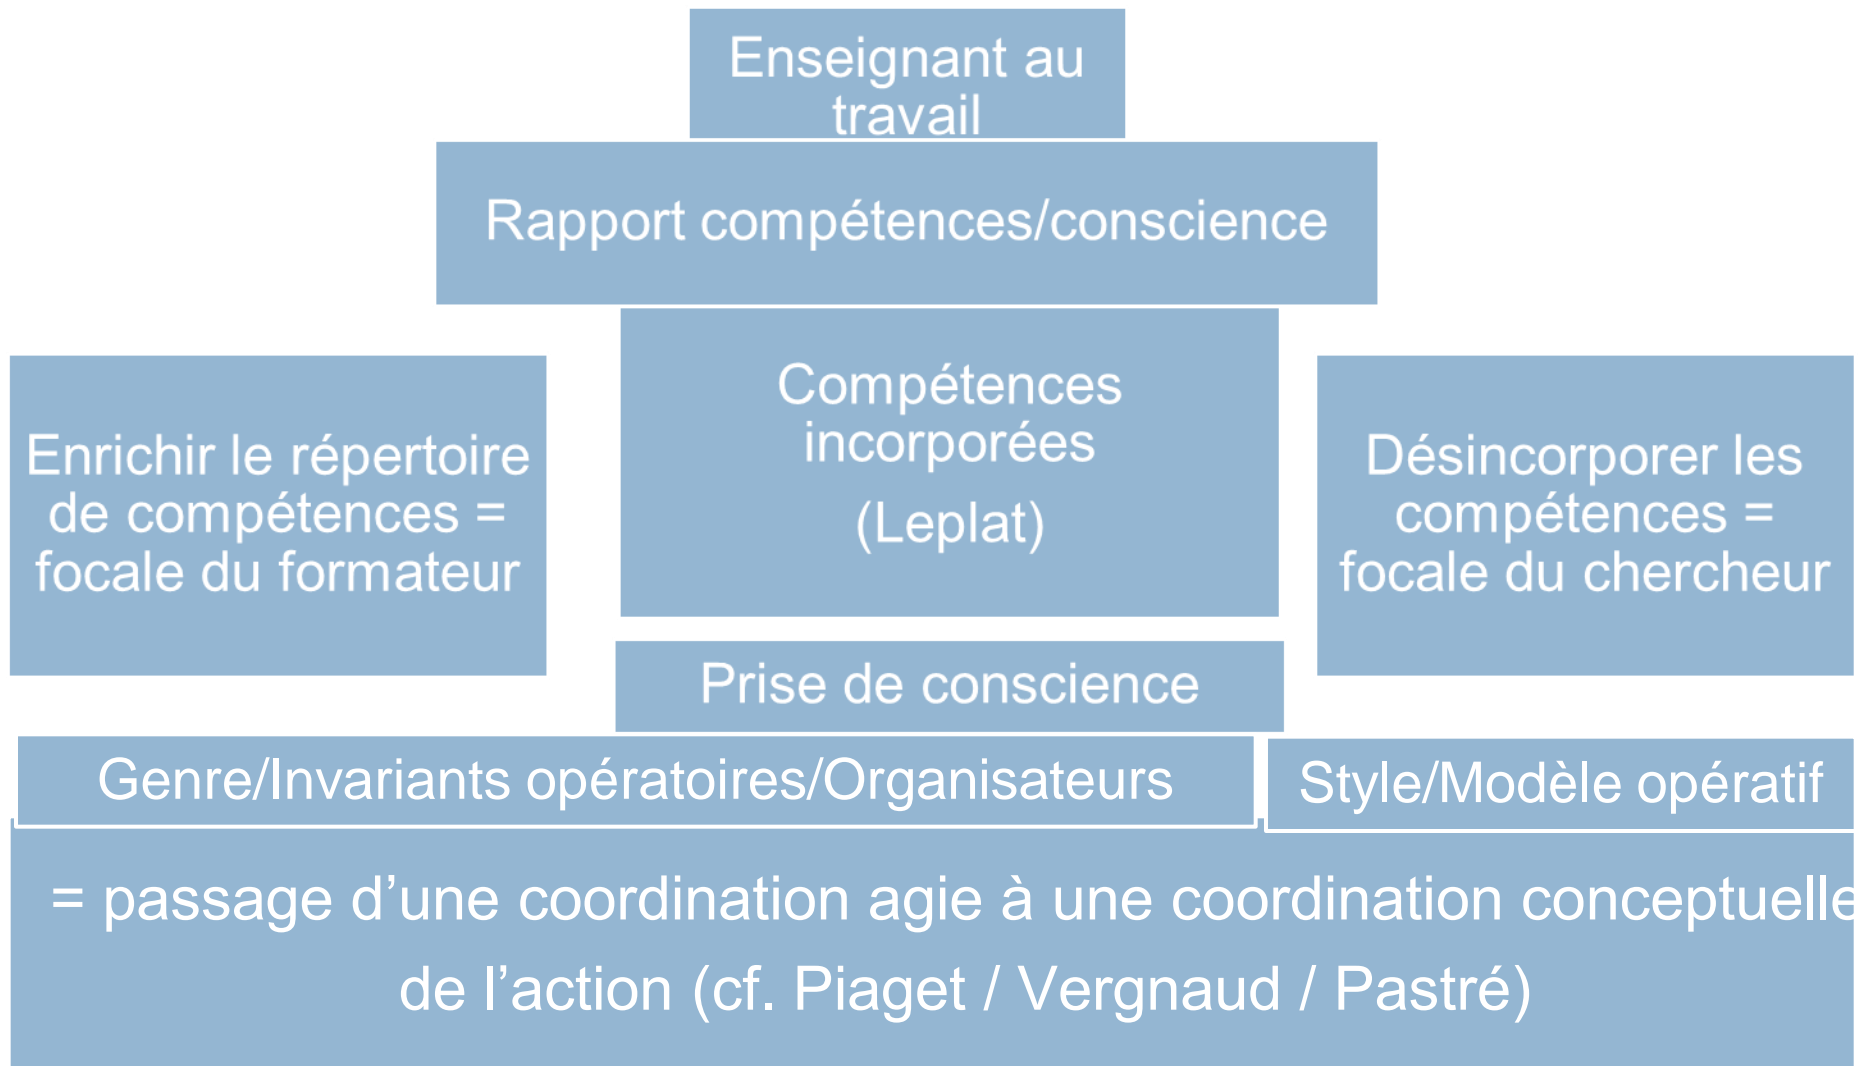 Enseignant au
travail
Rapport compétences/conscience
Enrichir le répertoire
de compétences =
focale du formateur
Compétences
incorporées
(Leplat)
Désincorporer les
compétences =
focale du chercheur
Prise de conscience
Genre/Invariants opératoires/Organisateurs
Style/Modèle opératif
= passage d’une coordination agie à une coordination conceptuelle
de l’action (cf. Piaget / Vergnaud / Pastré)